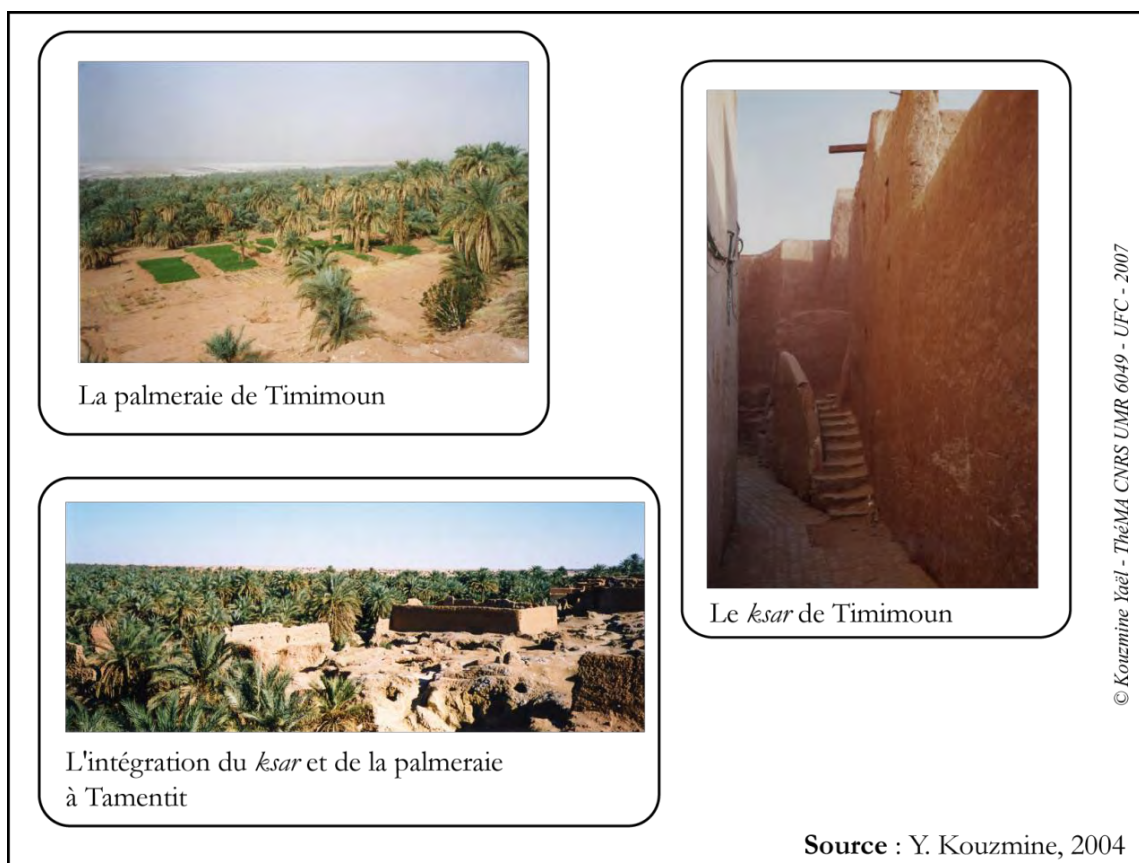 La palmeraie de Timimoun
Le ksar de Timimoun
L'intégration du ksar et de la palmeraie
à Tamentit
Source : Y. Kouzmine, 2004
© Kouzmine Yaël - ThéMA CNRS UMR 6049 - UFC - 2007